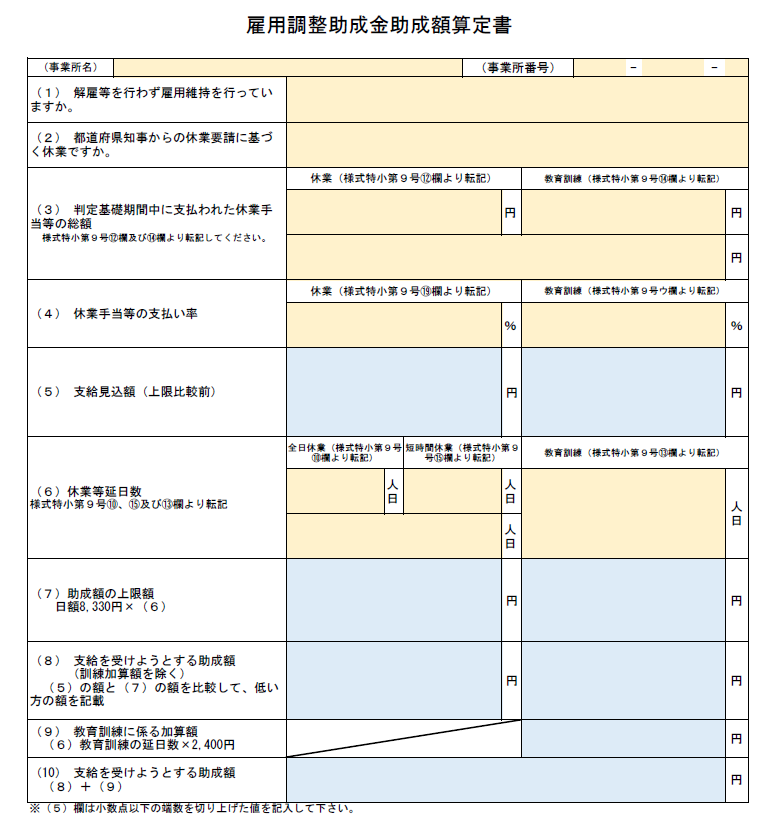 雇用調整助成金助成額算定書
（事業所名）
（事業所番号）
－
－
（１） 解雇等を行わず雇用維持を行ってい
ますか。
（２） 都道府県知事からの休業要請に基づ
く休業ですか。
休業（様式特小第９号⑫欄より転記）
教育訓練（様式特小第９号⑭欄より転記）
（３） 判定基礎期間中に支払われた休業手
当等の総額
様式特小第９号⑫欄及び⑭欄より転記してください。
円
円
円
休業（様式特小第９号⑲欄より転記）
教育訓練（様式特小第９号ウ欄より転記）
（４） 休業手当等の支払い率
％
％
（５） 支給見込額（上限比較前）
円
円
全日休業（様式特小第９号
⑩欄より転記）
短時間休業（様式特小第９
号⑮欄より転記）
教育訓練（様式特小第９号⑬欄より転記）
（６）休業等延日数
様式特小第９号⑩、⑮及び⑬欄より転記
人
日
人
日
人
日
人
日
（７）助成額の上限額
日額8,330円×（６）
円
円
（８） 支給を受けようとする助成額
（訓練加算額を除く）
（５）の額と（７）の額を比較して、低い
方の額を記載
円
円
（９） 教育訓練に係る加算額
（６）教育訓練の延日数×2,400円
円
(10) 支給を受けようとする助成額
（８）＋（９）
円
※（５）欄は小数点以下の端数を切り上げた値を記入して下さい。